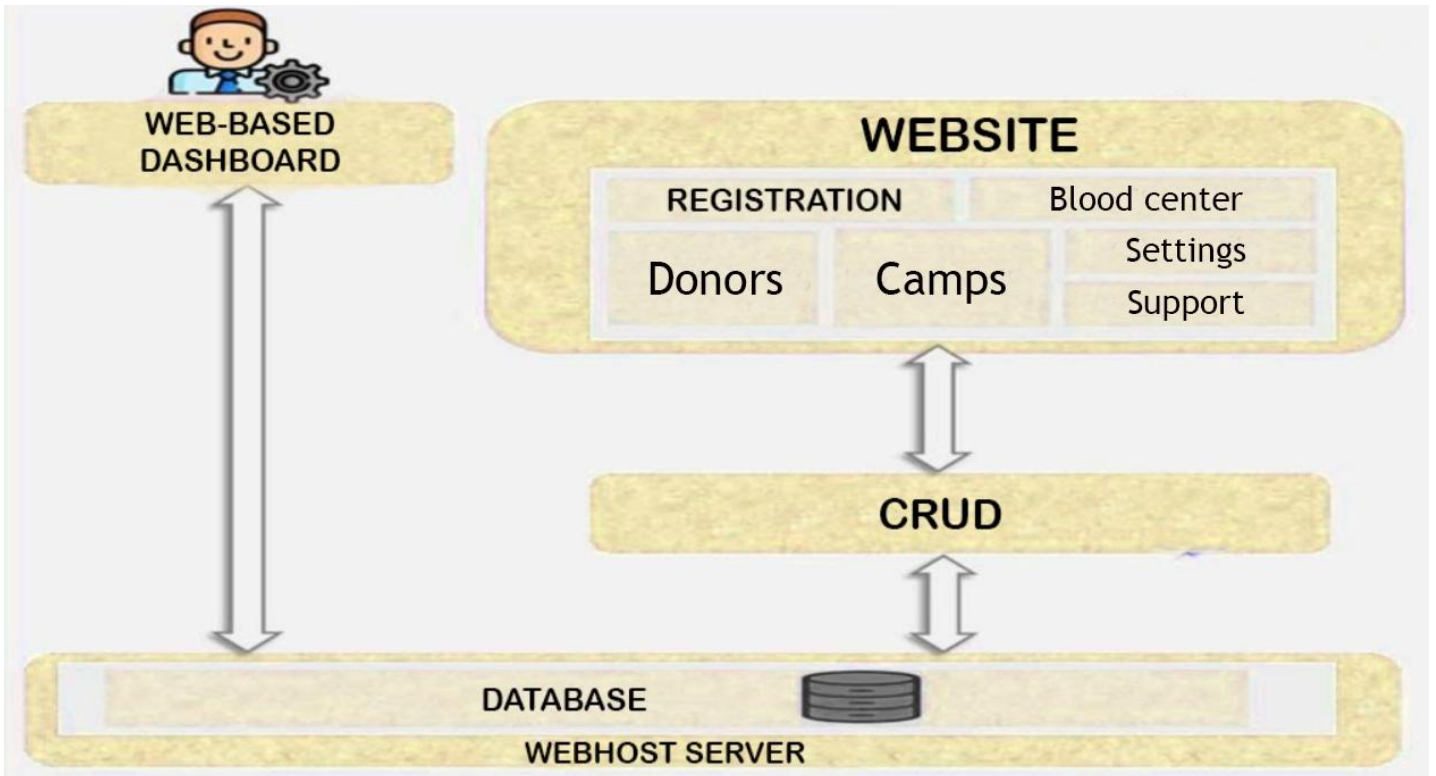 WEB-BASED
DASHBOARD
WEBSITE
REGISTRATION
Blood center
Donors
Camps
Settings
Support
CRUD
DATABASE
WEBHOST SERVER